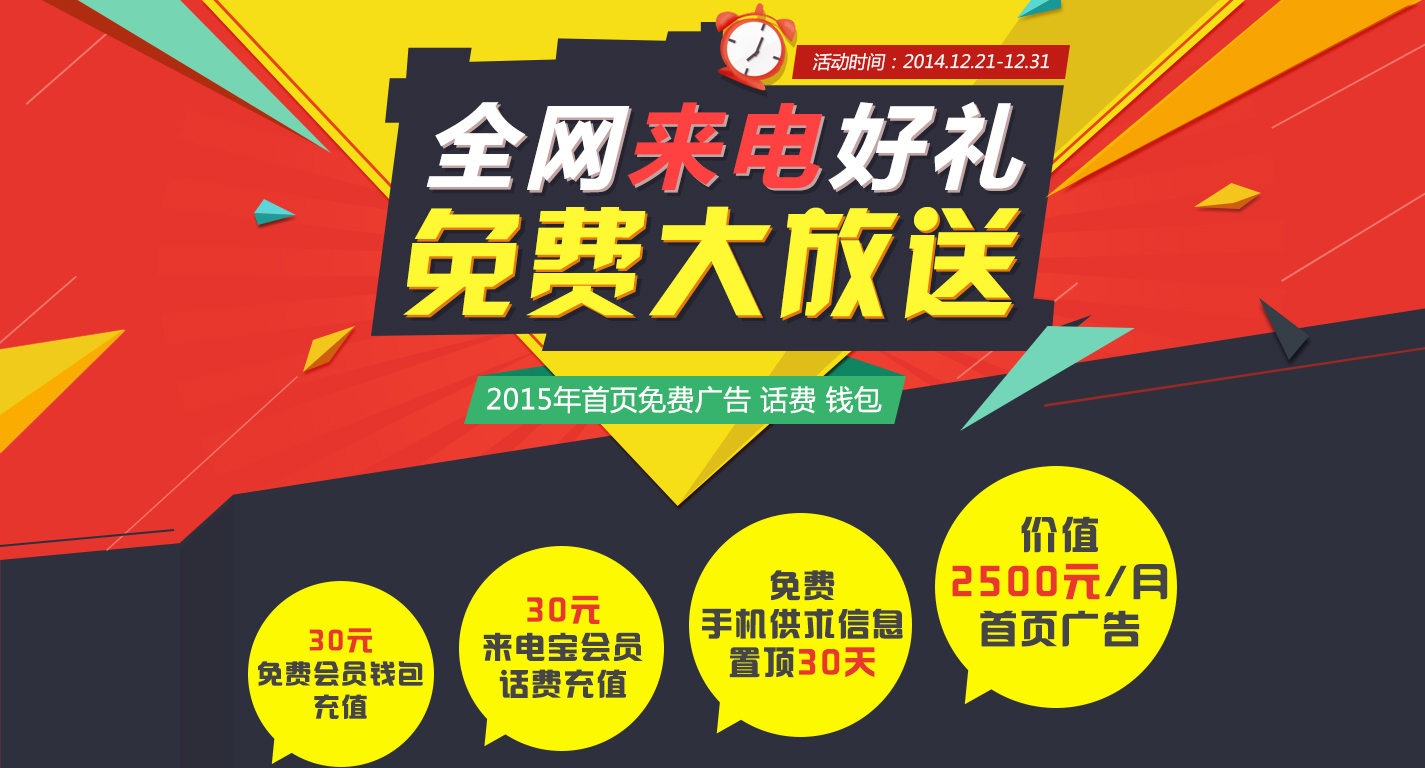 活动时间：2014.12.21-12.31
全网来电好礼
免费大放送
2015年首页免费广告 话费 钱包
30元
免费会员钱包
充值
30元
来电宝会员
话费充值
免费
手机供求信息
置顶30天
价值
2500元/月
首页广告